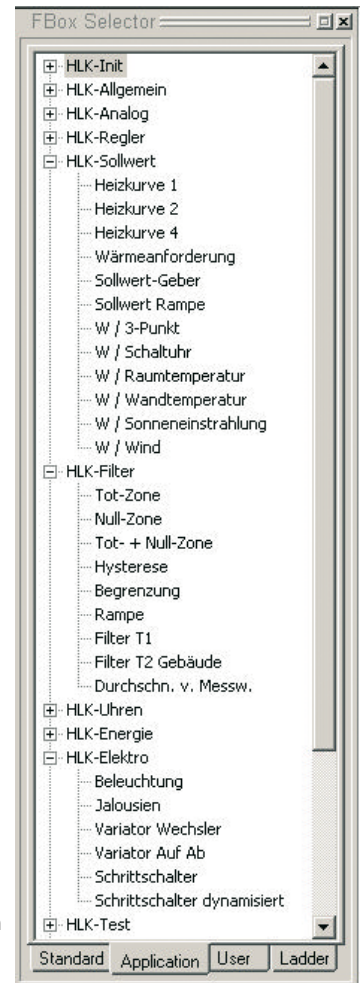 FBox Selector
HLK-Init
HLK-Allgemein
HLK-Analog
HLK-Regler
HLK-Sollwert
Heizkurve 1
Heizkurve 2
Heizkurve 4
Wärmeanforderung
Sollwert-Geber
Sollwert Rampe
W / 3-Punkt
W / Schaltuhr
W / Raumtemperatur
W / Wandtemperatur
W / Sonneneinstrahlung
W / Wind
HLK-Filter
Tot-Zone
Null-Zone
Tot- + Null-Zone
Hysterese
Begrenzung
Rampe
Filter T1
Filter T2 Gebäude
Durchschn. v. Messw.
HLK-Uhren
HLK-Energie
HLK-Elektro
Beleuchtung
Jalousien
Variator Wechsler
Variator Auf Ab
Schrittschalter
Schrittschalter dynamisiert
HLK-Test
Standard Application User Ladder